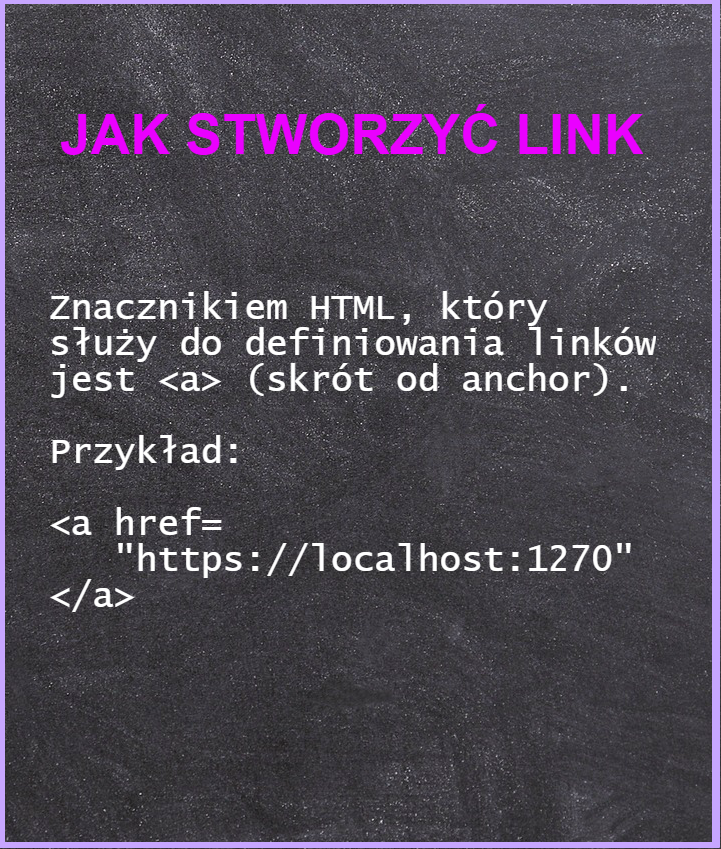 JAK STWORZYĆ LINK
Znacznikiem HTML, który
służy do definiowania linków
jest <a> (skrót od anchor).
Przykład:
<a href=
"https://localhost:1270"
</a>